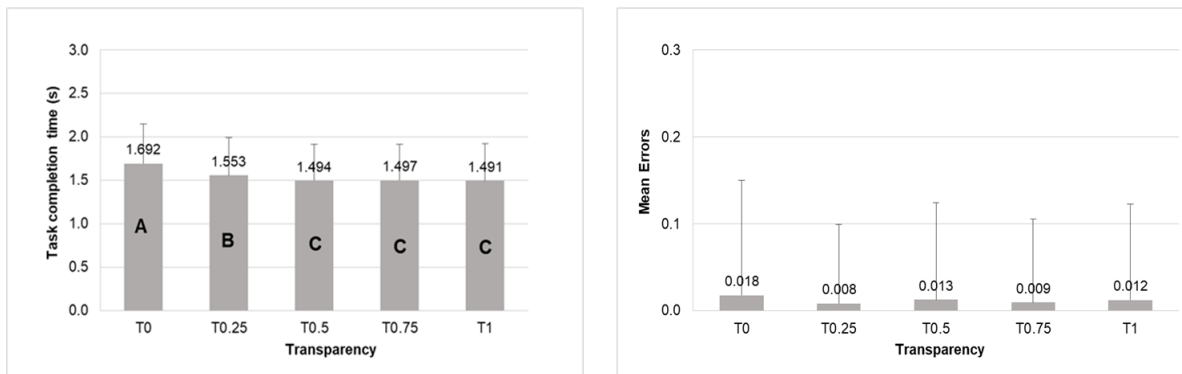 Task completion time (s)
3.0
2.5
2.0
1.5
1.0
0.5
0.0
1.692
1.553
1.494
1.497
1.491
A
B
C
C
C
T0
T0.25
T0.5
T0.75
T1
Transparency
Mean Errors
0.3
0.2
0.1
0.0
0.018
0.008
0.013
0.009
0.012
T0
T0.25
T0.5
T0.75
T1
Transparency